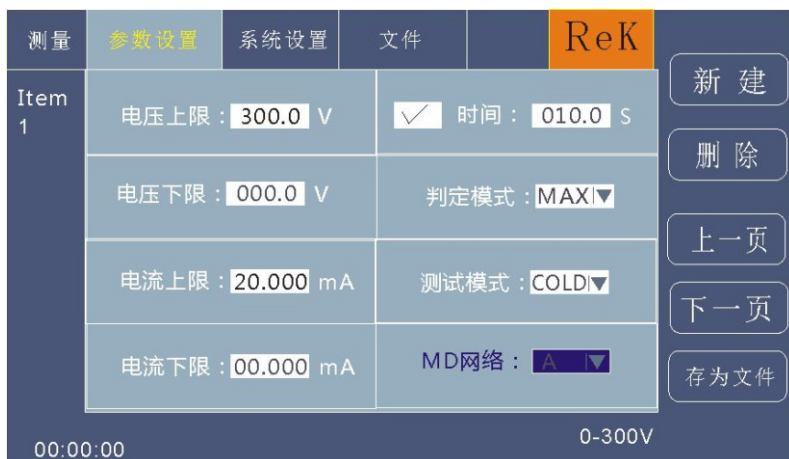 测量 参数设置 系统设置 文件 ReK
Item
1
电压上限：300.0 V
时间：010.0 S
电压下限：000.0 V
判定模式：MAX
电流上限：20.000 mA
测试模式：COLD
电流下限：00.000 mA
MD网络：A
新建
删除
上一页
下一页
存为文件
00:00:00
0-300V